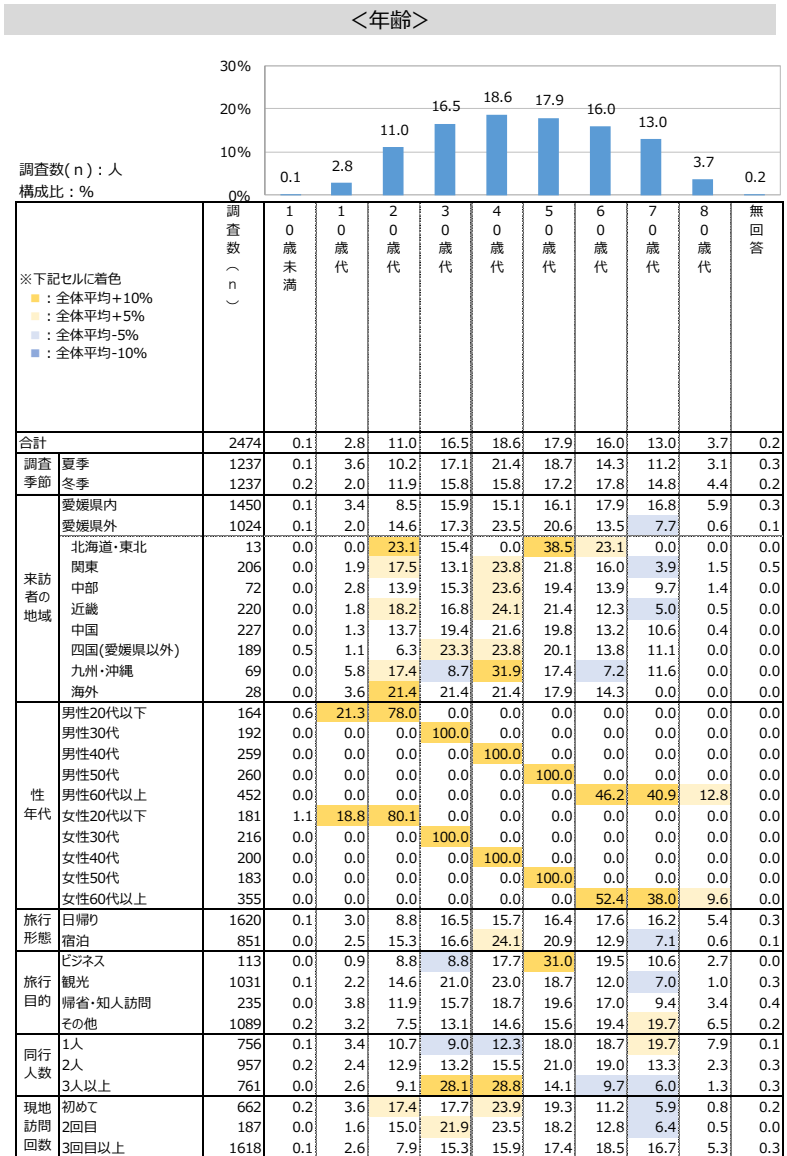 ＜年齢＞
30%
20%
10%
0%
0.1 2.8 11.0 16.5 18.6 17.9 16.0 13.0 3.7 0.2
調査数(ｎ)：人
構成比：%
調査数（ｎ） 10歳未満 10歳代 20歳代 30歳代 40歳代 50歳代 60歳代 70歳代 80歳代 無回答
※下記セルに着色
■：全体平均+10%
■：全体平均+5%
■：全体平均-5%
■：全体平均-10%
合計 2474 0.1 2.8 11.0 16.5 18.6 17.9 16.0 13.0 3.7 0.2
調査季節
夏季 1237 0.1 3.6 10.2 17.1 21.4 18.7 14.3 11.2 3.1 0.3
冬季 1237 0.2 2.0 11.9 15.8 15.8 17.2 17.8 14.8 4.4 0.2
来訪者の地域
愛媛県内 1450 0.1 3.4 8.5 15.9 15.1 16.1 17.9 16.8 5.9 0.3
愛媛県外 1024 0.1 2.0 14.6 17.3 23.5 20.6 13.5 7.7 0.6 0.1
北海道・東北 13 0.0 0.0 23.1 15.4 0.0 38.5 23.1 0.0 0.0 0.0
関東 206 0.0 1.9 17.5 13.1 23.8 21.8 16.0 3.9 1.5 0.5
中部 72 0.0 2.8 13.9 15.3 23.6 19.4 13.9 9.7 1.4 0.0
近畿 220 0.0 1.8 18.2 16.8 24.1 21.4 12.3 5.0 0.5 0.0
中国 227 0.0 1.3 13.7 19.4 21.6 19.8 13.2 10.6 0.4 0.0
四国(愛媛県以外) 189 0.5 1.1 6.3 23.3 23.8 20.1 13.8 11.1 0.0 0.0
九州・沖縄 69 0.0 5.8 17.4 8.7 31.9 17.4 7.2 11.6 0.0 0.0
海外 28 0.0 3.6 21.4 21.4 21.4 17.9 14.3 0.0 0.0 0.0
性年代
男性20代以下 164 0.6 21.3 78.0 0.0 0.0 0.0 0.0 0.0 0.0 0.0
男性30代 192 0.0 0.0 0.0 100.0 0.0 0.0 0.0 0.0 0.0 0.0
男性40代 259 0.0 0.0 0.0 0.0 100.0 0.0 0.0 0.0 0.0 0.0
男性50代 260 0.0 0.0 0.0 0.0 0.0 100.0 0.0 0.0 0.0 0.0
男性60代以上 452 0.0 0.0 0.0 0.0 0.0 0.0 46.2 40.9 12.8 0.0
女性20代以下 181 1.1 18.8 80.1 0.0 0.0 0.0 0.0 0.0 0.0 0.0
女性30代 216 0.0 0.0 0.0 100.0 0.0 0.0 0.0 0.0 0.0 0.0
女性40代 200 0.0 0.0 0.0 0.0 100.0 0.0 0.0 0.0 0.0 0.0
女性50代 183 0.0 0.0 0.0 0.0 0.0 100.0 0.0 0.0 0.0 0.0
女性60代以上 355 0.0 0.0 0.0 0.0 0.0 0.0 52.4 38.0 9.6 0.0
旅行形態
日帰り 1620 0.1 3.0 8.8 16.5 15.7 16.4 17.6 16.2 5.4 0.3
宿泊 851 0.0 2.5 15.3 16.6 24.1 20.9 12.9 7.1 0.6 0.1
旅行目的
ビジネス 113 0.0 0.9 8.8 8.8 17.7 31.0 19.5 10.6 2.7 0.0
観光 1031 0.1 2.2 14.6 21.0 23.0 18.7 12.0 7.0 1.0 0.3
帰省・知人訪問 235 0.0 3.8 11.9 15.7 18.7 19.6 17.0 9.4 3.4 0.4
その他 1089 0.2 3.2 7.5 13.1 14.6 15.6 19.4 19.7 6.5 0.2
同行人数
1人 756 0.1 3.4 10.7 9.0 12.3 18.0 18.7 19.7 7.9 0.1
2人 957 0.2 2.4 12.9 13.2 15.5 21.0 19.0 13.3 2.3 0.3
3人以上 761 0.0 2.6 9.1 28.1 28.8 14.1 9.7 6.0 1.3 0.3
現地訪問回数
初めて 662 0.2 3.6 17.4 17.7 23.9 19.3 11.2 5.9 0.8 0.2
2回目 187 0.0 1.6 15.0 21.9 23.5 18.2 12.8 6.4 0.5 0.0
3回目以上 1618 0.1 2.6 7.9 15.3 15.9 17.4 18.5 16.7 5.3 0.3